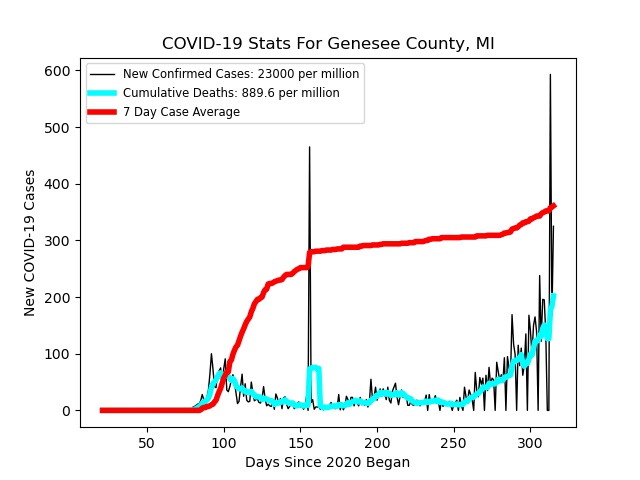 COVID-19 Stats For Genesee County, MI
New Confirmed Cases: 23000 per million
Cumulative Deaths: 889.6 per million
7 Day Case Average
600
500
400
300
200
100
0
New COVID-19 Cases
50 100 150 200 250 300
Days Since 2020 Began